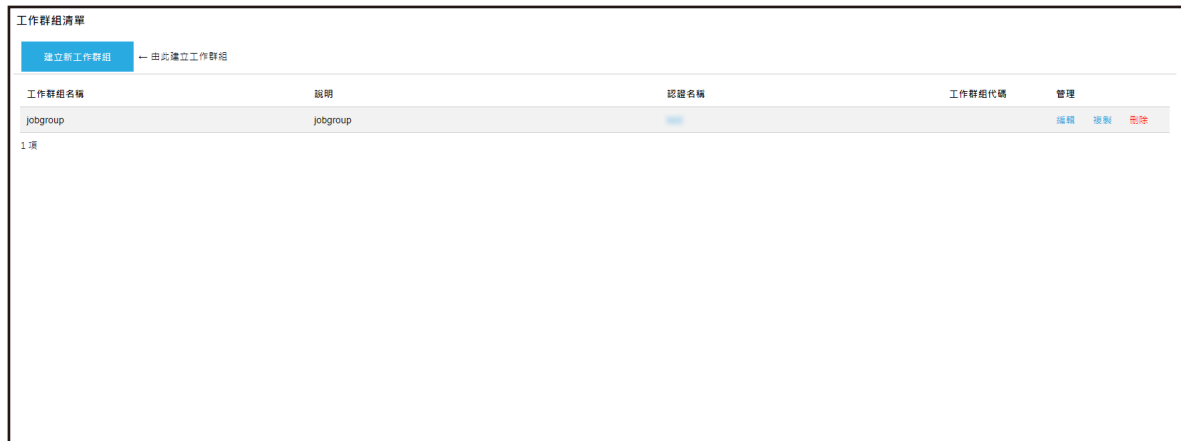 工作群組清單
建立新工作群組 ← 由此建立工作群組
工作群組名稱 說明 認證名稱 工作群組代碼 管理
jobgroup jobgroup 編輯 複製 刪除
1 項